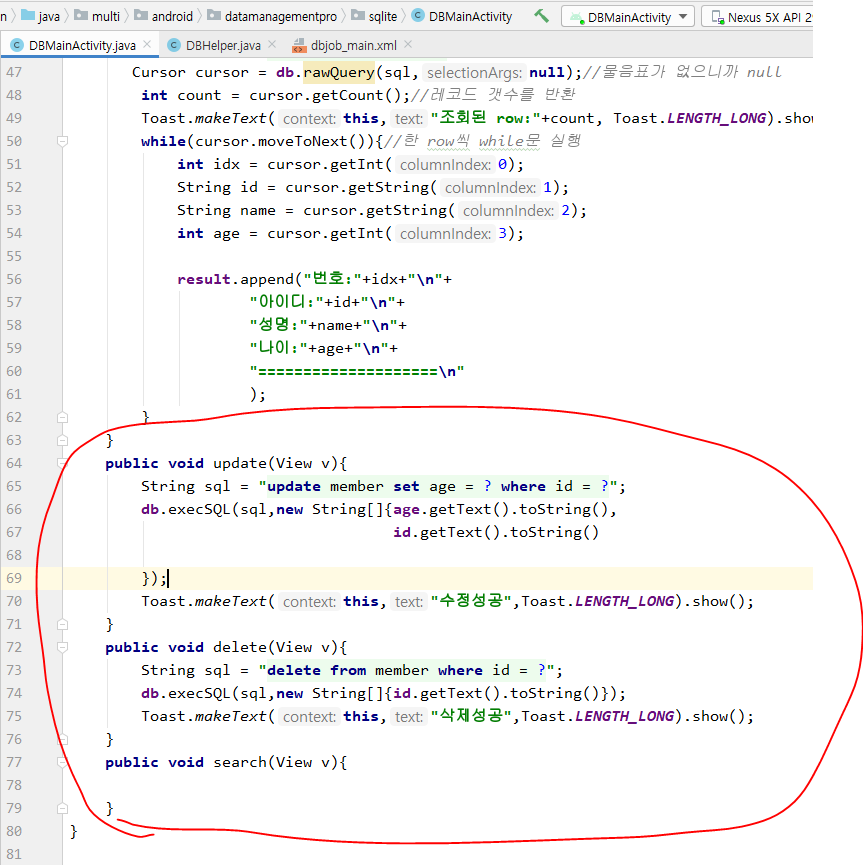 n java multi android datamanagementpro sqlite DBMainActivity DBMainActivity Nexus 5X API 2
DBMainActivity.java DBHelper.java dbjob_main.xml
47 Cursor cursor = db.rawQuery(sql, selectionArgs: null);//물음표가 없으니까 null
48 int count = cursor.getCount();//레코드 갯수를 반환
49 Toast.makeText( context: this, text: "조회된 row:"+count, Toast.LENGTH_LONG).show
50 while(cursor.moveToNext()){//한 row씩 while문 실행
51 int idx = cursor.getInt( columnIndex: 0);
52 String id = cursor.getString( columnIndex: 1);
53 String name = cursor.getString( columnIndex: 2);
54 int age = cursor.getInt( columnIndex: 3);
55
56 result.append("번호:"+idx+"\n"+
57 "아이디:"+id+"\n"+
58 "성명:"+name+"\n"+
59 "나이:"+age+"\n"+
60 "====================\n"
61 );
62 }
63 }
64 public void update(View v){
65 String sql = "update member set age = ? where id = ?";
66 db.execSQL(sql,new String[]{age.getText().toString(),
67 id.getText().toString()
68
69 });
70 Toast.makeText( context: this, text: "수정성공",Toast.LENGTH_LONG).show();
71 }
72 public void delete(View v){
73 String sql = "delete from member where id = ?";
74 db.execSQL(sql,new String[]{id.getText().toString()});
75 Toast.makeText( context: this, text: "삭제성공",Toast.LENGTH_LONG).show();
76 }
77 public void search(View v){
78
79 }
80 }
81